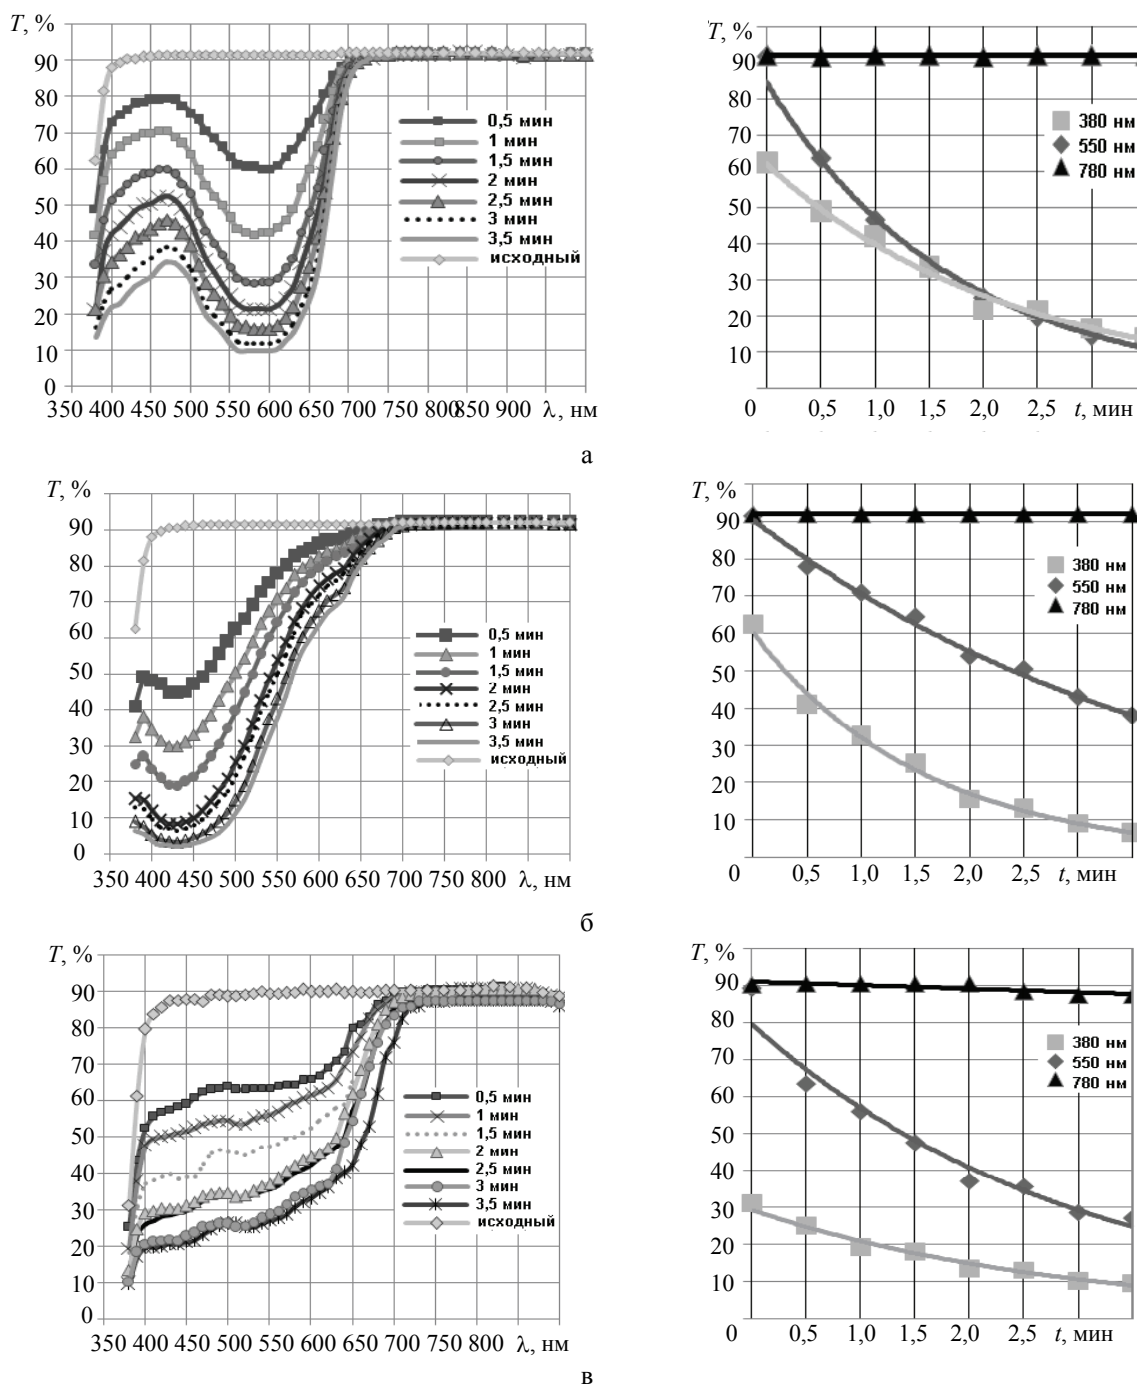 T, %
90
80
70
60
50
40
30
20
10
0
350 400 450 500 550 600 650 700 750 800 850 900 λ, нм
0,5 мин
1 мин
1,5 мин
2 мин
2,5 мин
3 мин
3,5 мин
исходный
T, %
90
80
70
60
50
40
30
20
10
0 0,5 1,0 1,5 2,0 2,5 t, мин
380 нм
550 нм
780 нм
а
T, %
90
80
70
60
50
40
30
20
10
0
350 400 450 500 550 600 650 700 750 800 λ, нм
0,5 мин
1 мин
1,5 мин
2 мин
2,5 мин
3 мин
3,5 мин
исходный
T, %
90
80
70
60
50
40
30
20
10
0 0,5 1,0 1,5 2,0 2,5 t, мин
380 нм
550 нм
780 нм
б
T, %
90
80
70
60
50
40
30
20
10
0
350 400 450 500 550 600 650 700 750 800 λ, нм
0,5 мин
1 мин
1,5 мин
2 мин
2,5 мин
3 мин
3,5 мин
исходный
T, %
90
80
70
60
50
40
30
20
10
0 0,5 1,0 1,5 2,0 2,5 t, мин
380 нм
550 нм
780 нм
в